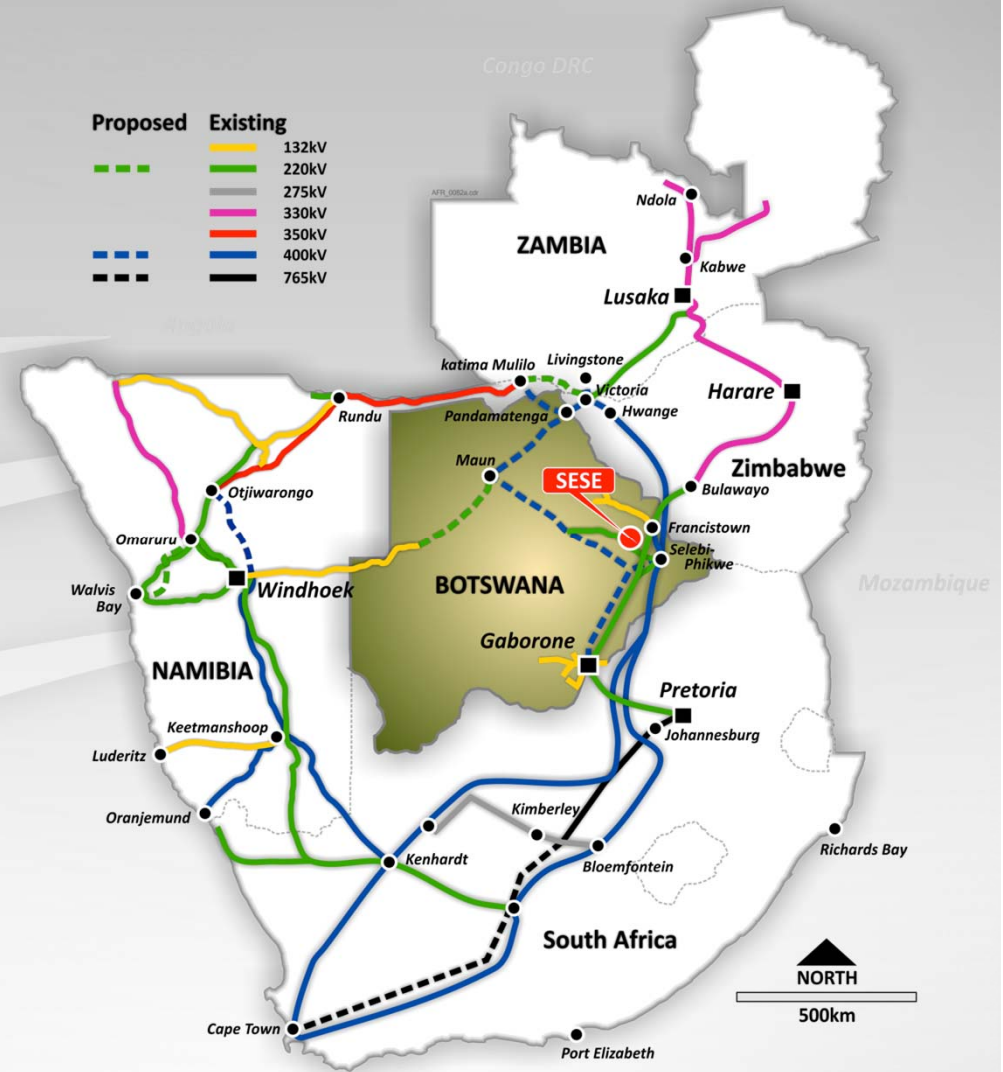 Congo DRC
Proposed Existing
132kV
220kV
275kV
330kV
350kV
400kV
765kV
AFR_0082a.cdr
Ndola
ZAMBIA
Kabwe
Lusaka
Angola
katima Mulilo
Livingstone
Victoria
Harare
Rundu
Pandamatenga
Hwange
Maun
Zimbabwe
SESE
Otjiwarongo
Bulawayo
Francistown
Omaruru
Selebi-
Phikwe
BOTSWANA
Windhoek
Mozambique
Walvis
Bay
Gaborone
NAMIBIA
Pretoria
Keetmanshoop
Johannesburg
Luderitz
Oranjemund
Kimberley
Richards Bay
Kenhardt
Bloemfontein
South Africa
NORTH
500km
Cape Town
Port Elizabeth